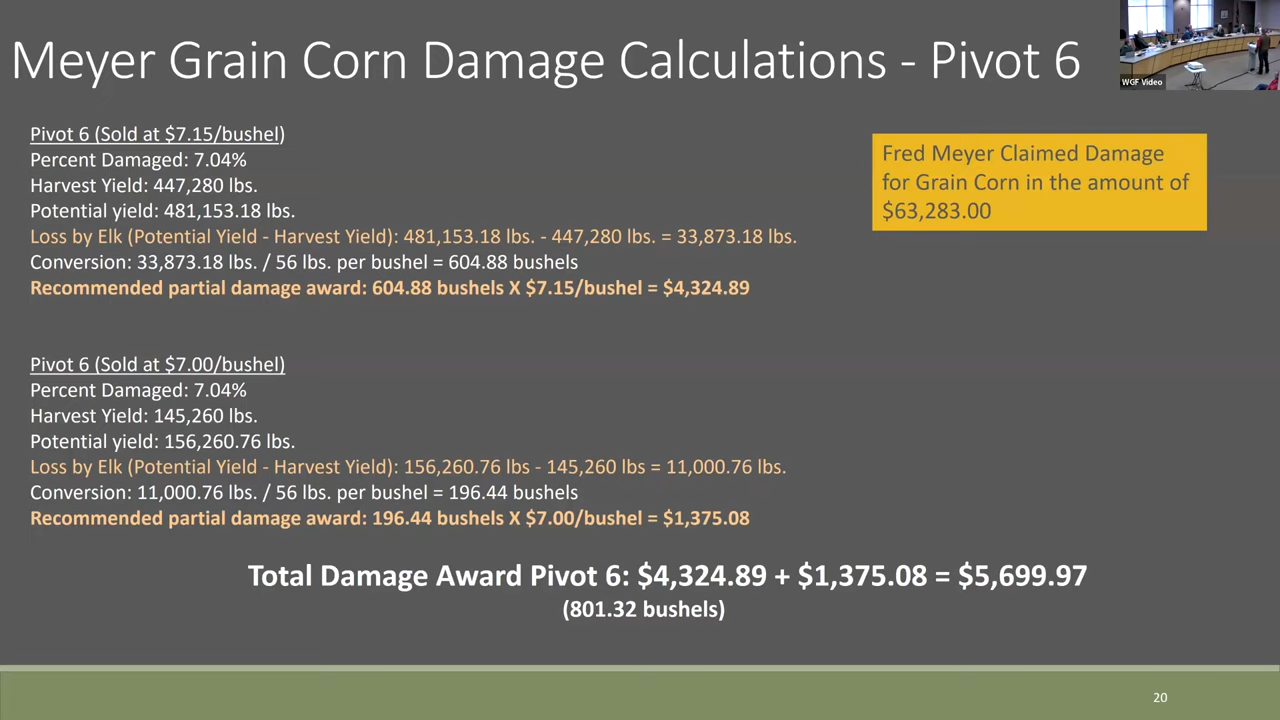 Meyer Grain Corn Damage Calculations - Pivot 6
WGF Video
Pivot 6 (Sold at $7.15/bushel)
Percent Damaged: 7.04%
Harvest Yield: 447,280 lbs.
Potential yield: 481,153.18 lbs.
Loss by Elk (Potential Yield - Harvest Yield): 481,153.18 lbs. - 447,280 lbs. = 33,873.18 lbs.
Conversion: 33,873.18 lbs. / 56 lbs. per bushel = 604.88 bushels
Recommended partial damage award: 604.88 bushels X $7.15/bushel = $4,324.89
Fred Meyer Claimed Damage
for Grain Corn in the amount of
$63,283.00
Pivot 6 (Sold at $7.00/bushel)
Percent Damaged: 7.04%
Harvest Yield: 145,260 lbs.
Potential yield: 156,260.76 lbs.
Loss by Elk (Potential Yield - Harvest Yield): 156,260.76 lbs - 145,260 lbs = 11,000.76 lbs.
Conversion: 11,000.76 lbs. / 56 lbs. per bushel = 196.44 bushels
Recommended partial damage award: 196.44 bushels X $7.00/bushel = $1,375.08
Total Damage Award Pivot 6: $4,324.89 + $1,375.08 = $5,699.97
(801.32 bushels)
20